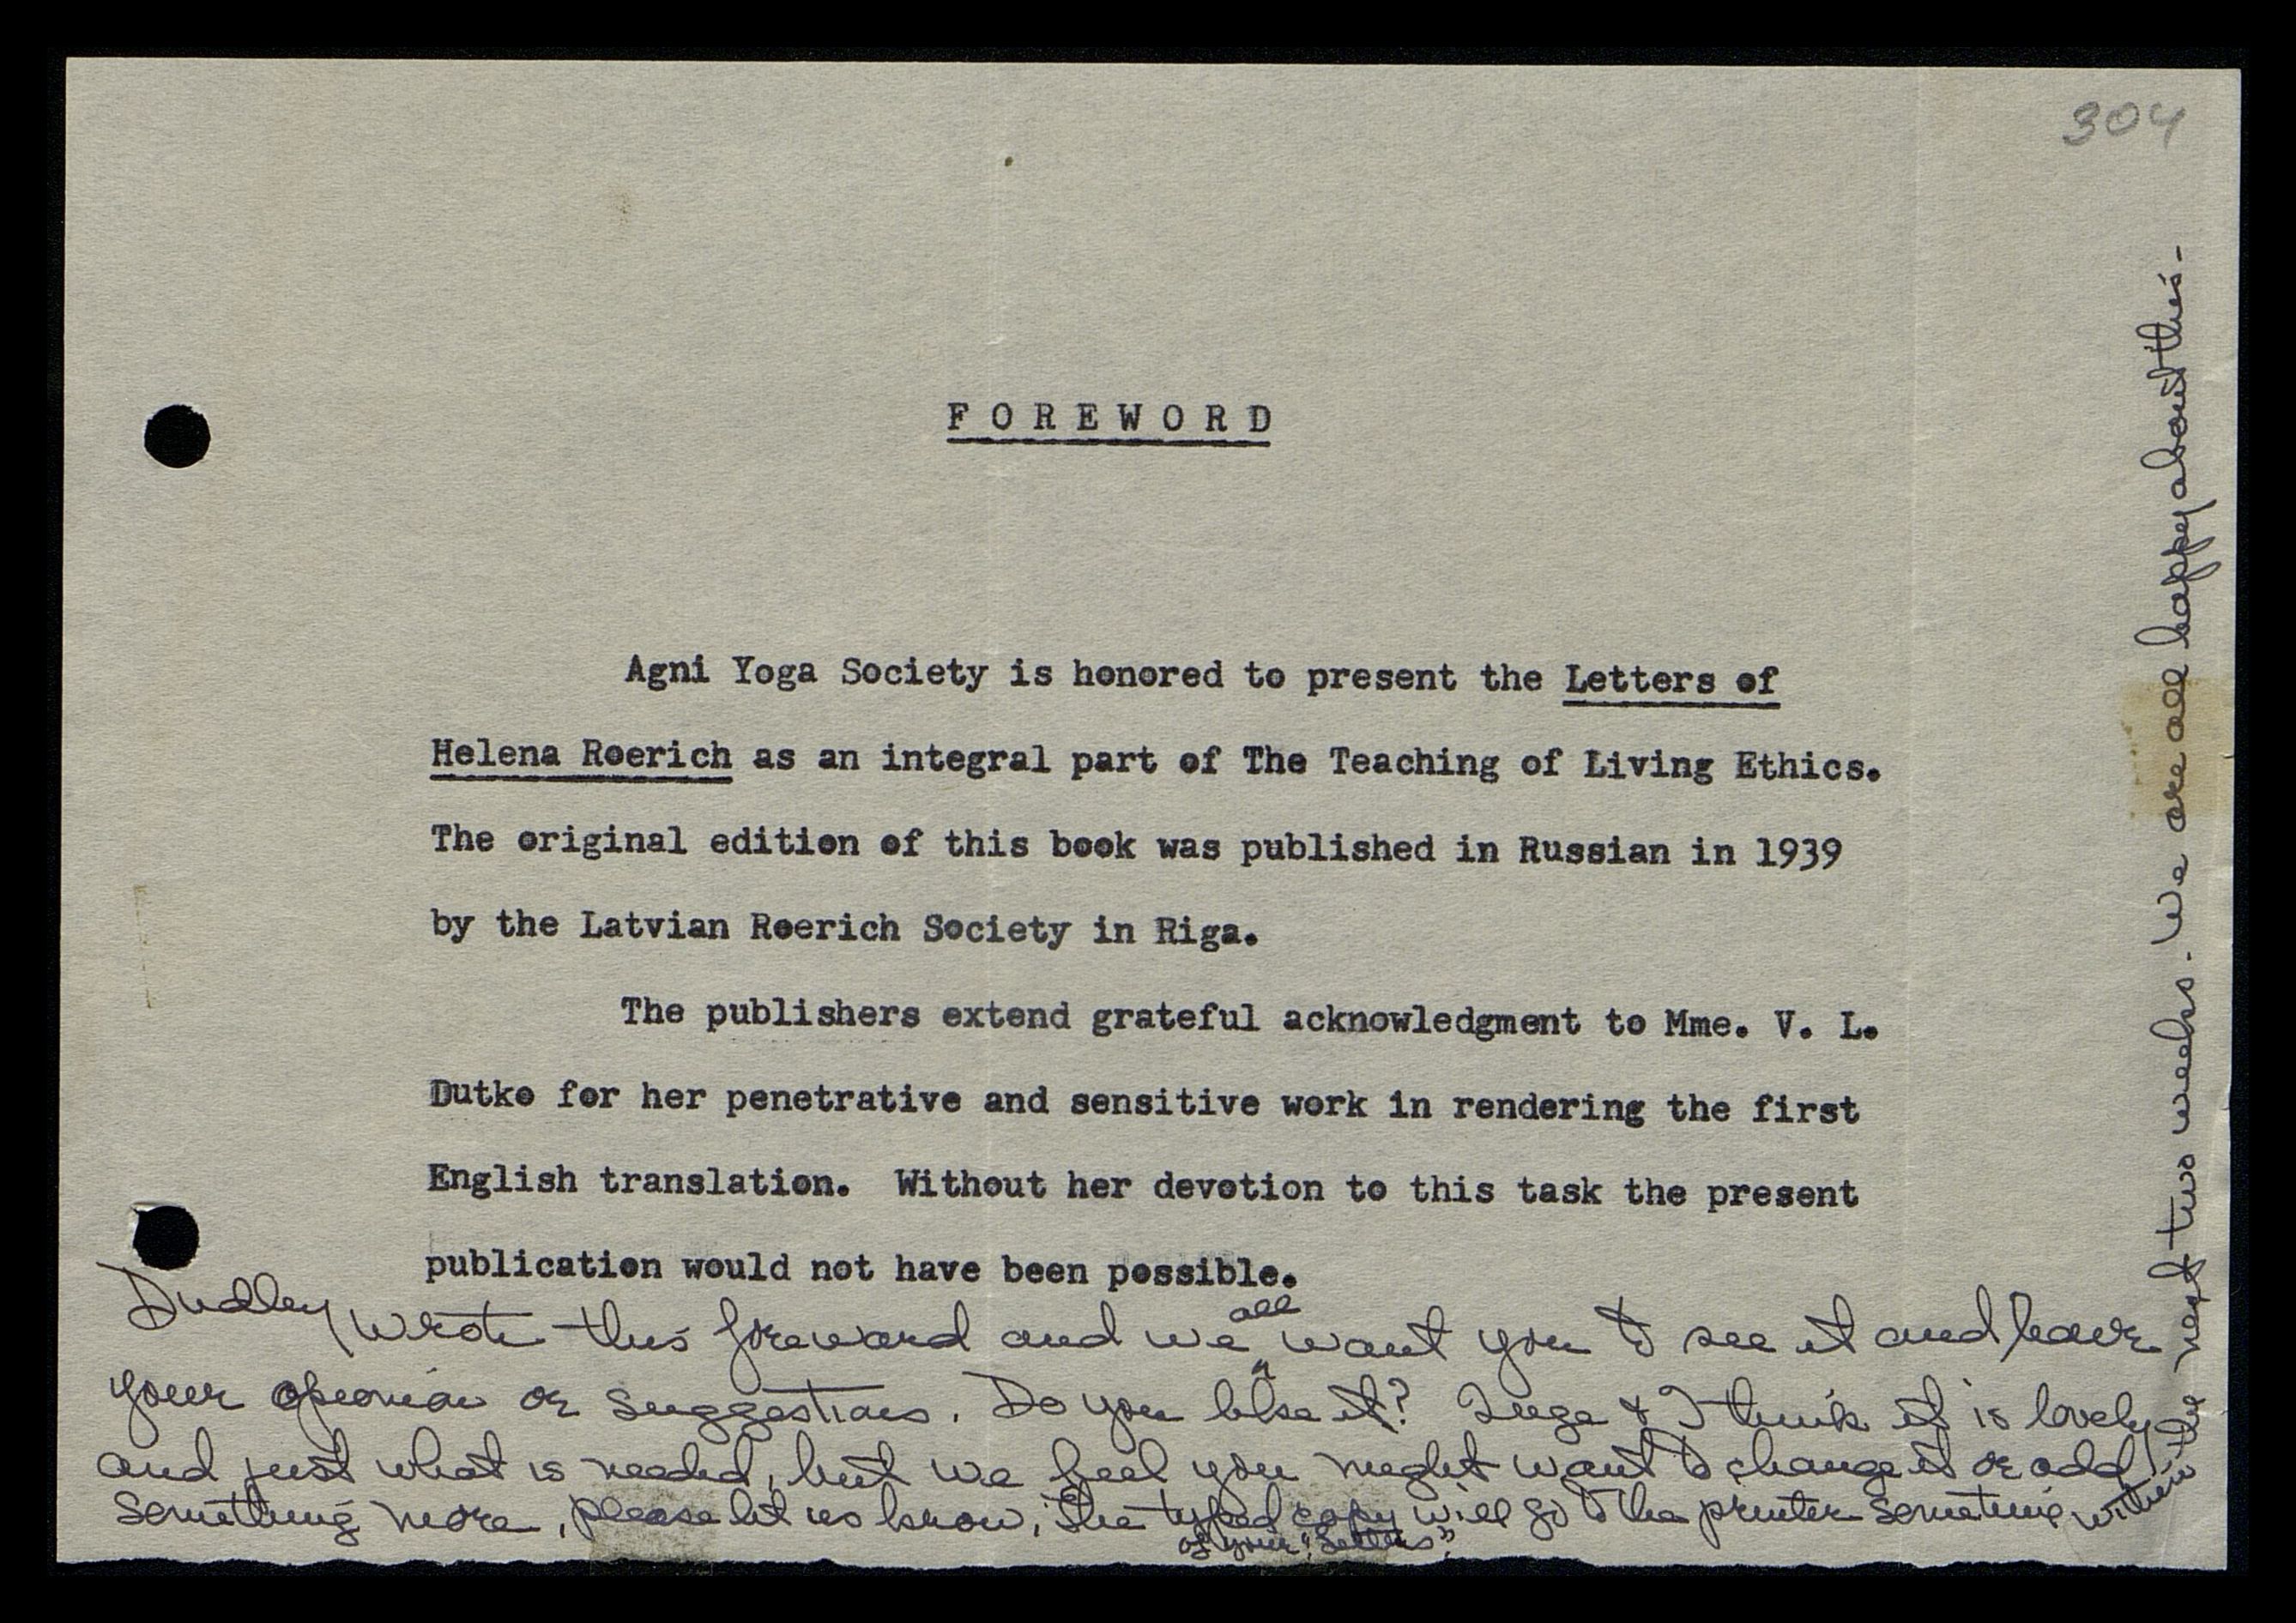 304
FOREWORD
Agni Yoga Society is honored to present the Letters of
Helena Roerich as an integral part of The Teaching of Living Ethics.
The original edition of this book was published in Russian in 1939
by the Latvian Roerich Society in Riga.
The publishers extend grateful acknowledgment to Mme. V. L.
Dutko for her penetrative and sensitive work in rendering the first
English translation. Without her devotion to this task the present
publication would not have been possible.
Dudley wrote this foreward and we all want you to see it and have
your opinion or suggestions. Do you like it? Inge & I think it is lovely
and just what is needed, but we feel you might want to change it or add
something more, please let us know, the typed copy will go to the printer sometime
of your "Letters"
within the next two weeks. We are all happy about this-